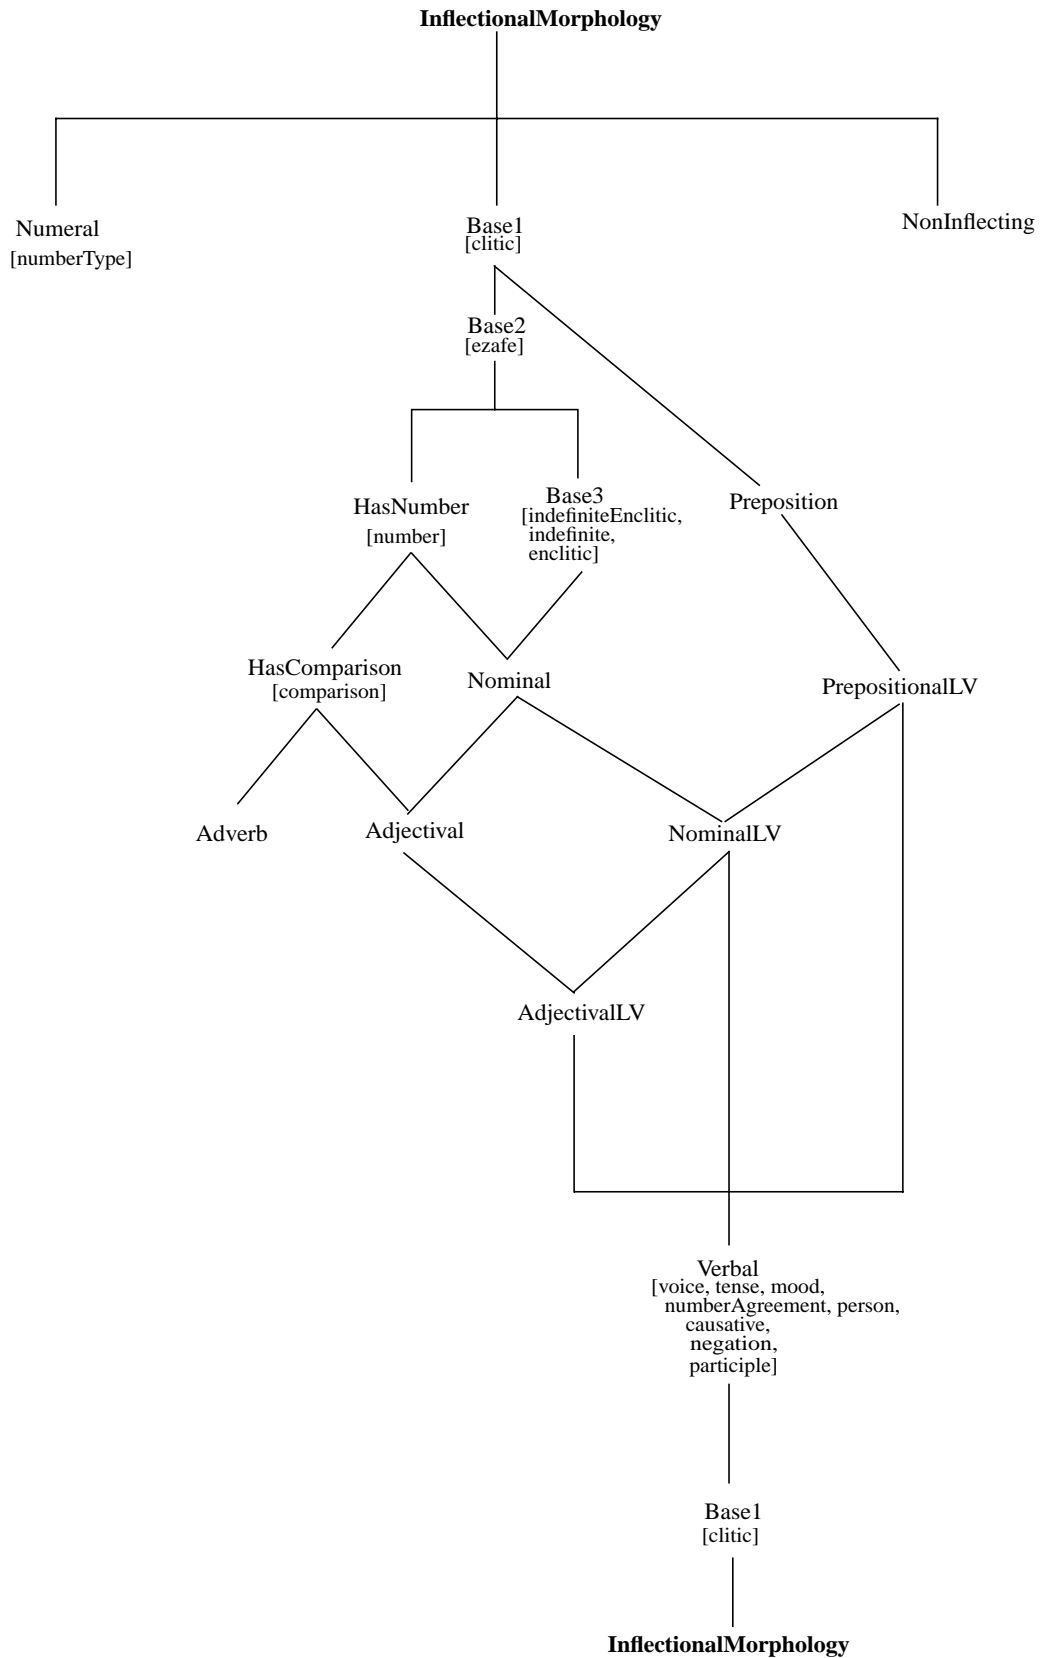 InflectionalMorphology
Numeral
[numberType]
Base1
[clitic]
NonInflecting
Base2
[ezafe]
HasNumber
[number]
Base3
[indefiniteEnclitic,
indefinite,
enclitic]
Preposition
HasComparison
[comparison]
Nominal
PrepositionalLV
Adverb
Adjectival
NominalLV
AdjectivalLV
Verbal
[voice, tense, mood,
numberAgreement, person,
causative,
negation,
participle]
Base1
[clitic]
InflectionalMorphology